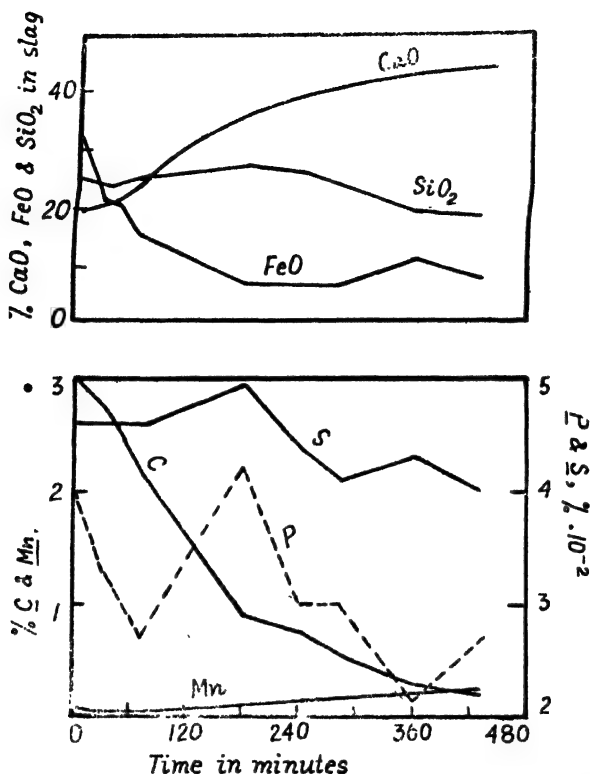 % CaO, FeO & SiO₂ in slag
40
20
0
CaO
SiO₂
FeO
% C & Mn.
3
2
1
C
S
P
Mn
5
4
3
2
P & S, % .10⁻²
0
120
240
360
480
Time in minutes